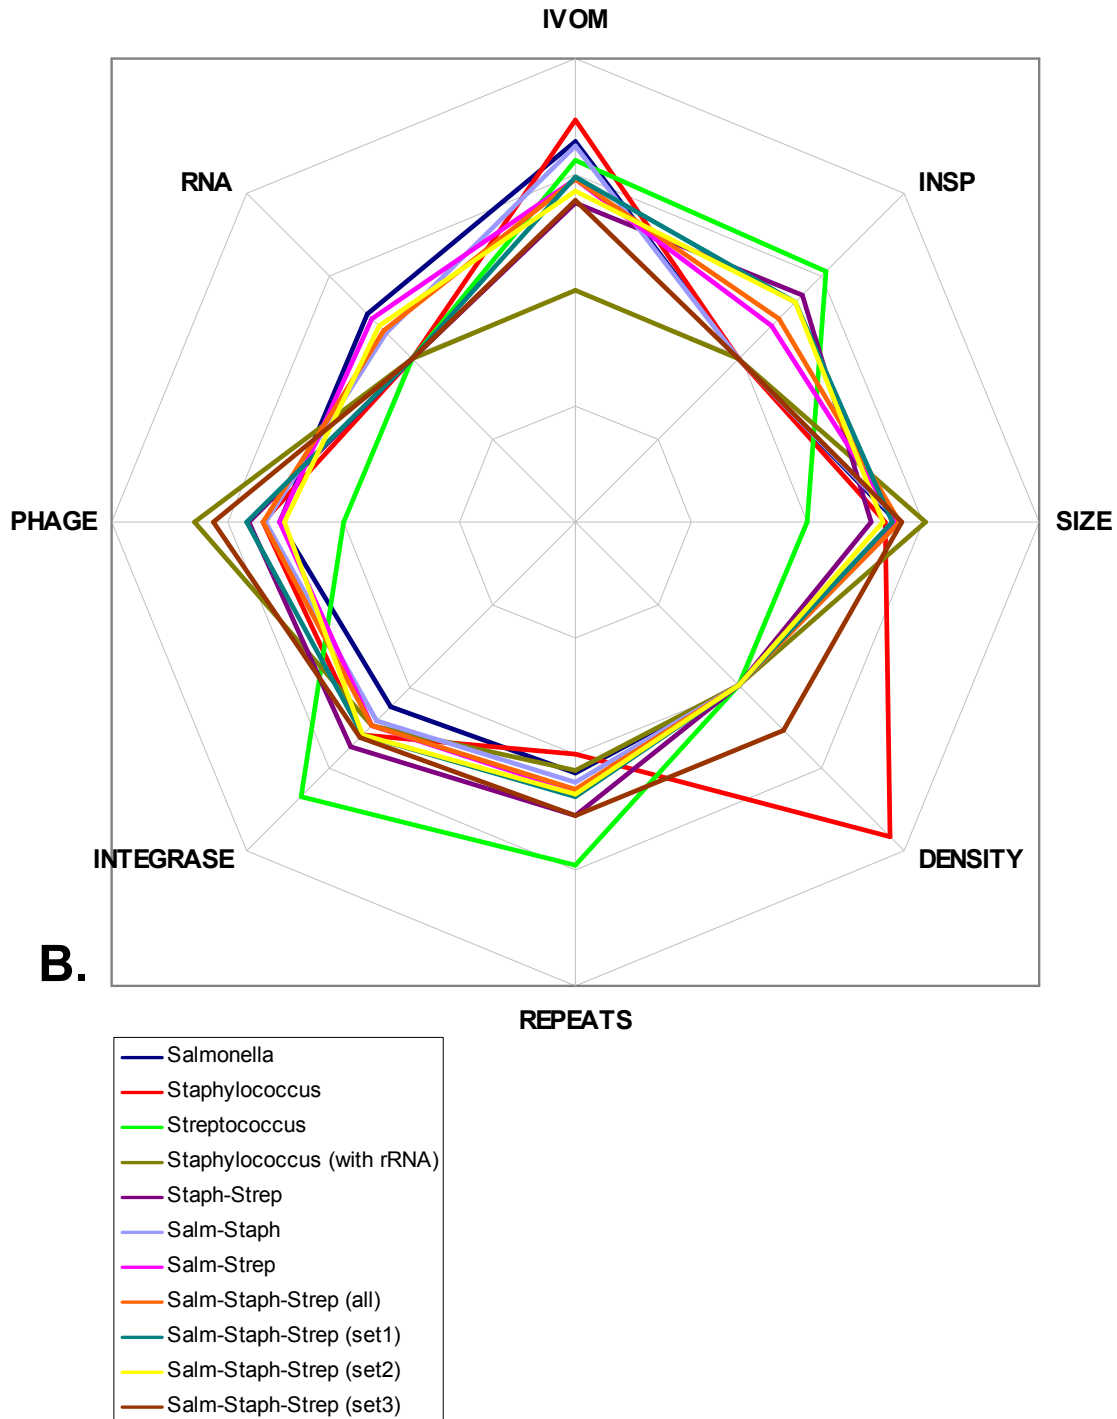 IVOM
RNA
INSP
PHAGE
SIZE
INTEGRASE
DENSITY
B.
REPEATS
Salmonella
Staphylococcus
Streptococcus
Staphylococcus (with rRNA)
Staph-Strep
Salm-Staph
Salm-Strep
Salm-Staph-Strep (all)
Salm-Staph-Strep (set1)
Salm-Staph-Strep (set2)
Salm-Staph-Strep (set3)